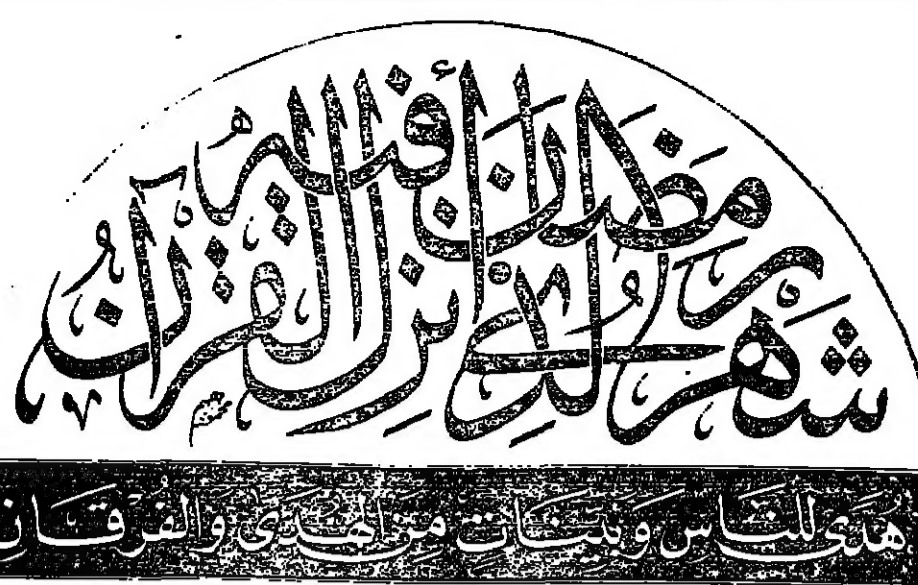 شَهْرُ رَمَضَانَ الَّذِي أُنْزِلَ فِيهِ الْقُرْآنُ
هُدًى لِلنَّاسِ وَبَيِّنَاتٍ مِنَ الْهُدَى وَالْفُرْقَانِ